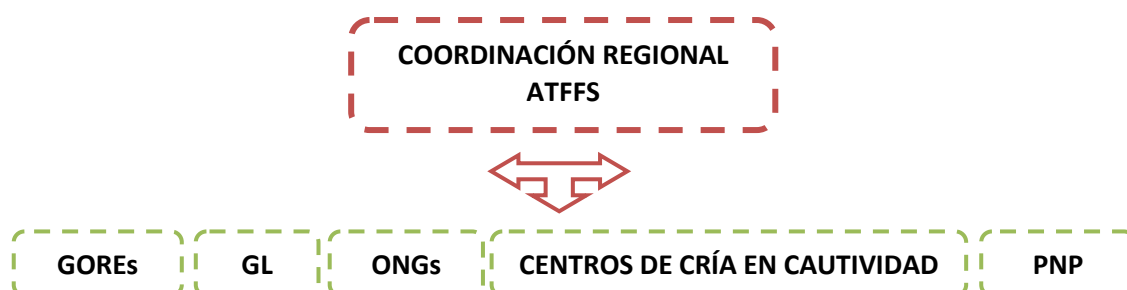 COORDINACIÓN REGIONAL
ATFFS
GOREs
GL
ONGs
CENTROS DE CRÍA EN CAUTIVIDAD
PNP